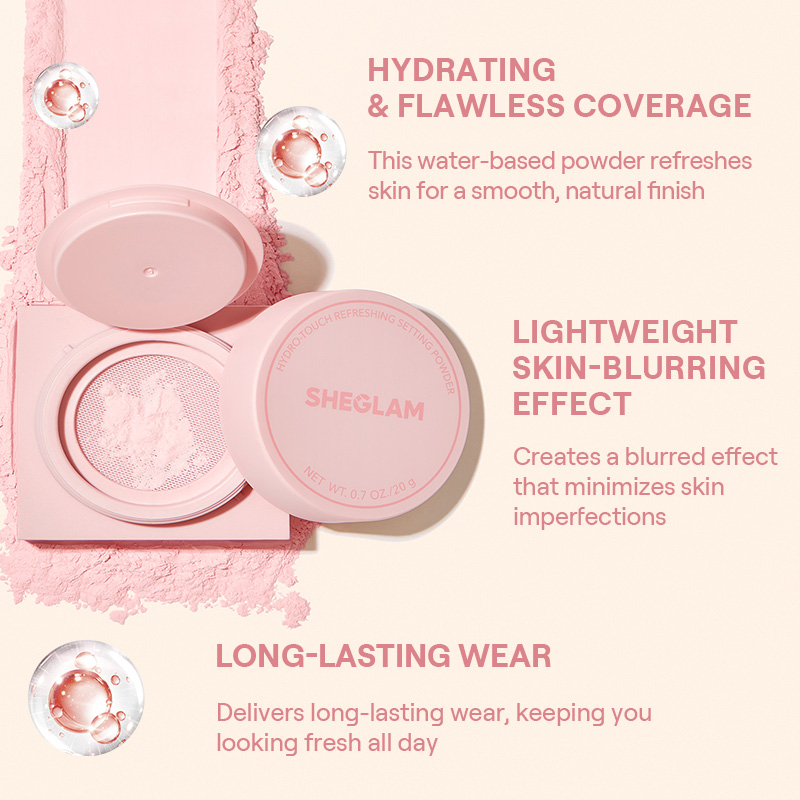 HYDRATING
& FLAWLESS COVERAGE
This water-based powder refreshes
skin for a smooth, natural finish
HYDRO-TOUCH REFRESHING SETTING POWDER
SHEGLAM
NET WT. 0.7 OZ./20 g
LIGHTWEIGHT
SKIN-BLURRING
EFFECT
Creates a blurred effect
that minimizes skin
imperfections
LONG-LASTING WEAR
Delivers long-lasting wear, keeping you
looking fresh all day